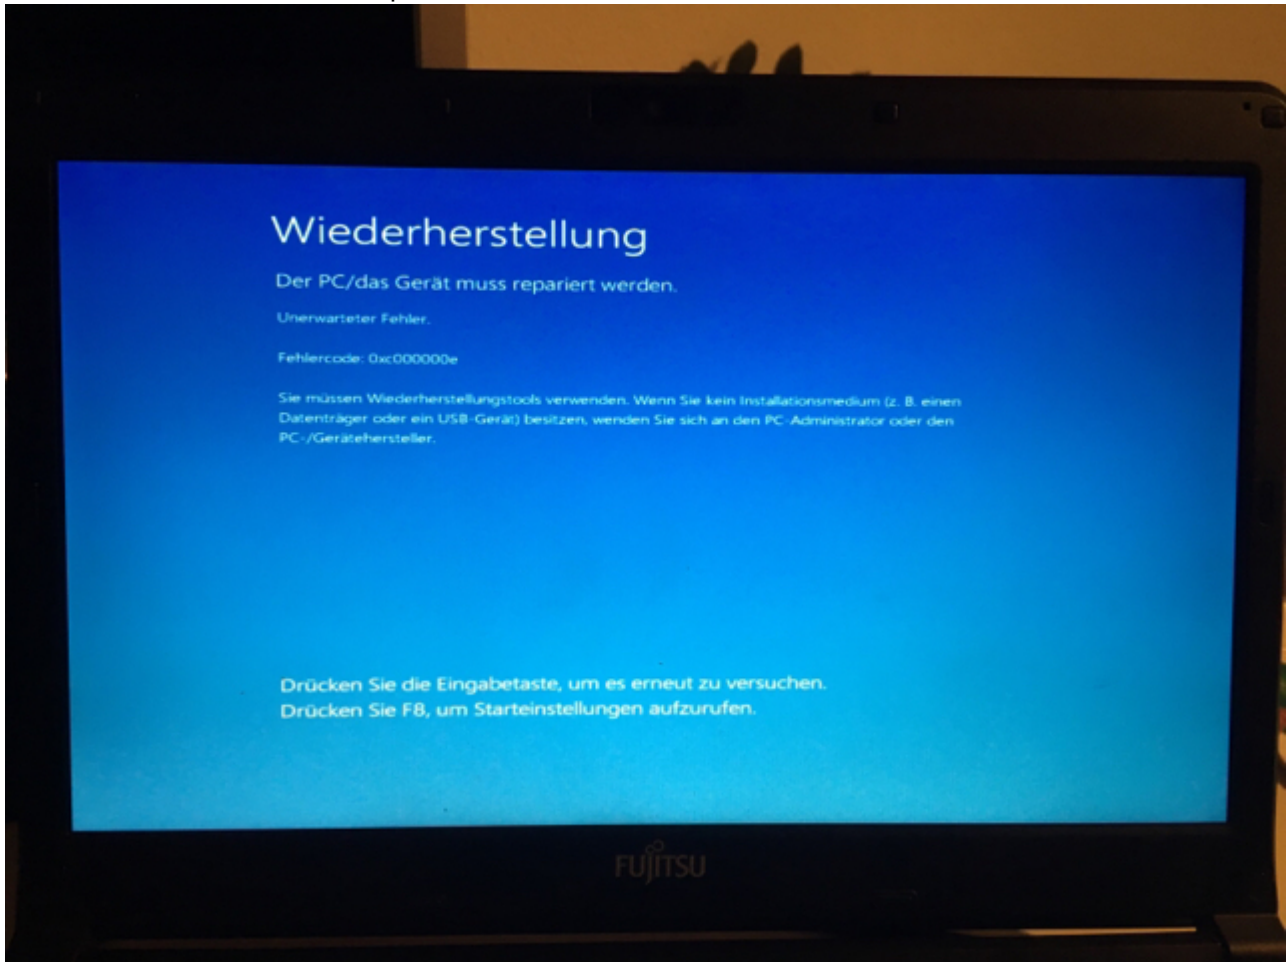 Wiederherstellung
Der PC/das Gerät muss repariert werden.
Unerwarteter Fehler.
Fehlercode: 0xc000000e
Sie müssen Wiederherstellungstools verwenden. Wenn Sie kein Installationsmedium (z. B. einen
Datenträger oder ein USB-Gerät) besitzen, wenden Sie sich an den PC-Administrator oder den
PC-/Gerätehersteller.
Drücken Sie die Eingabetaste, um es erneut zu versuchen.
Drücken Sie F8, um Starteinstellungen aufzurufen.
FUJITSU